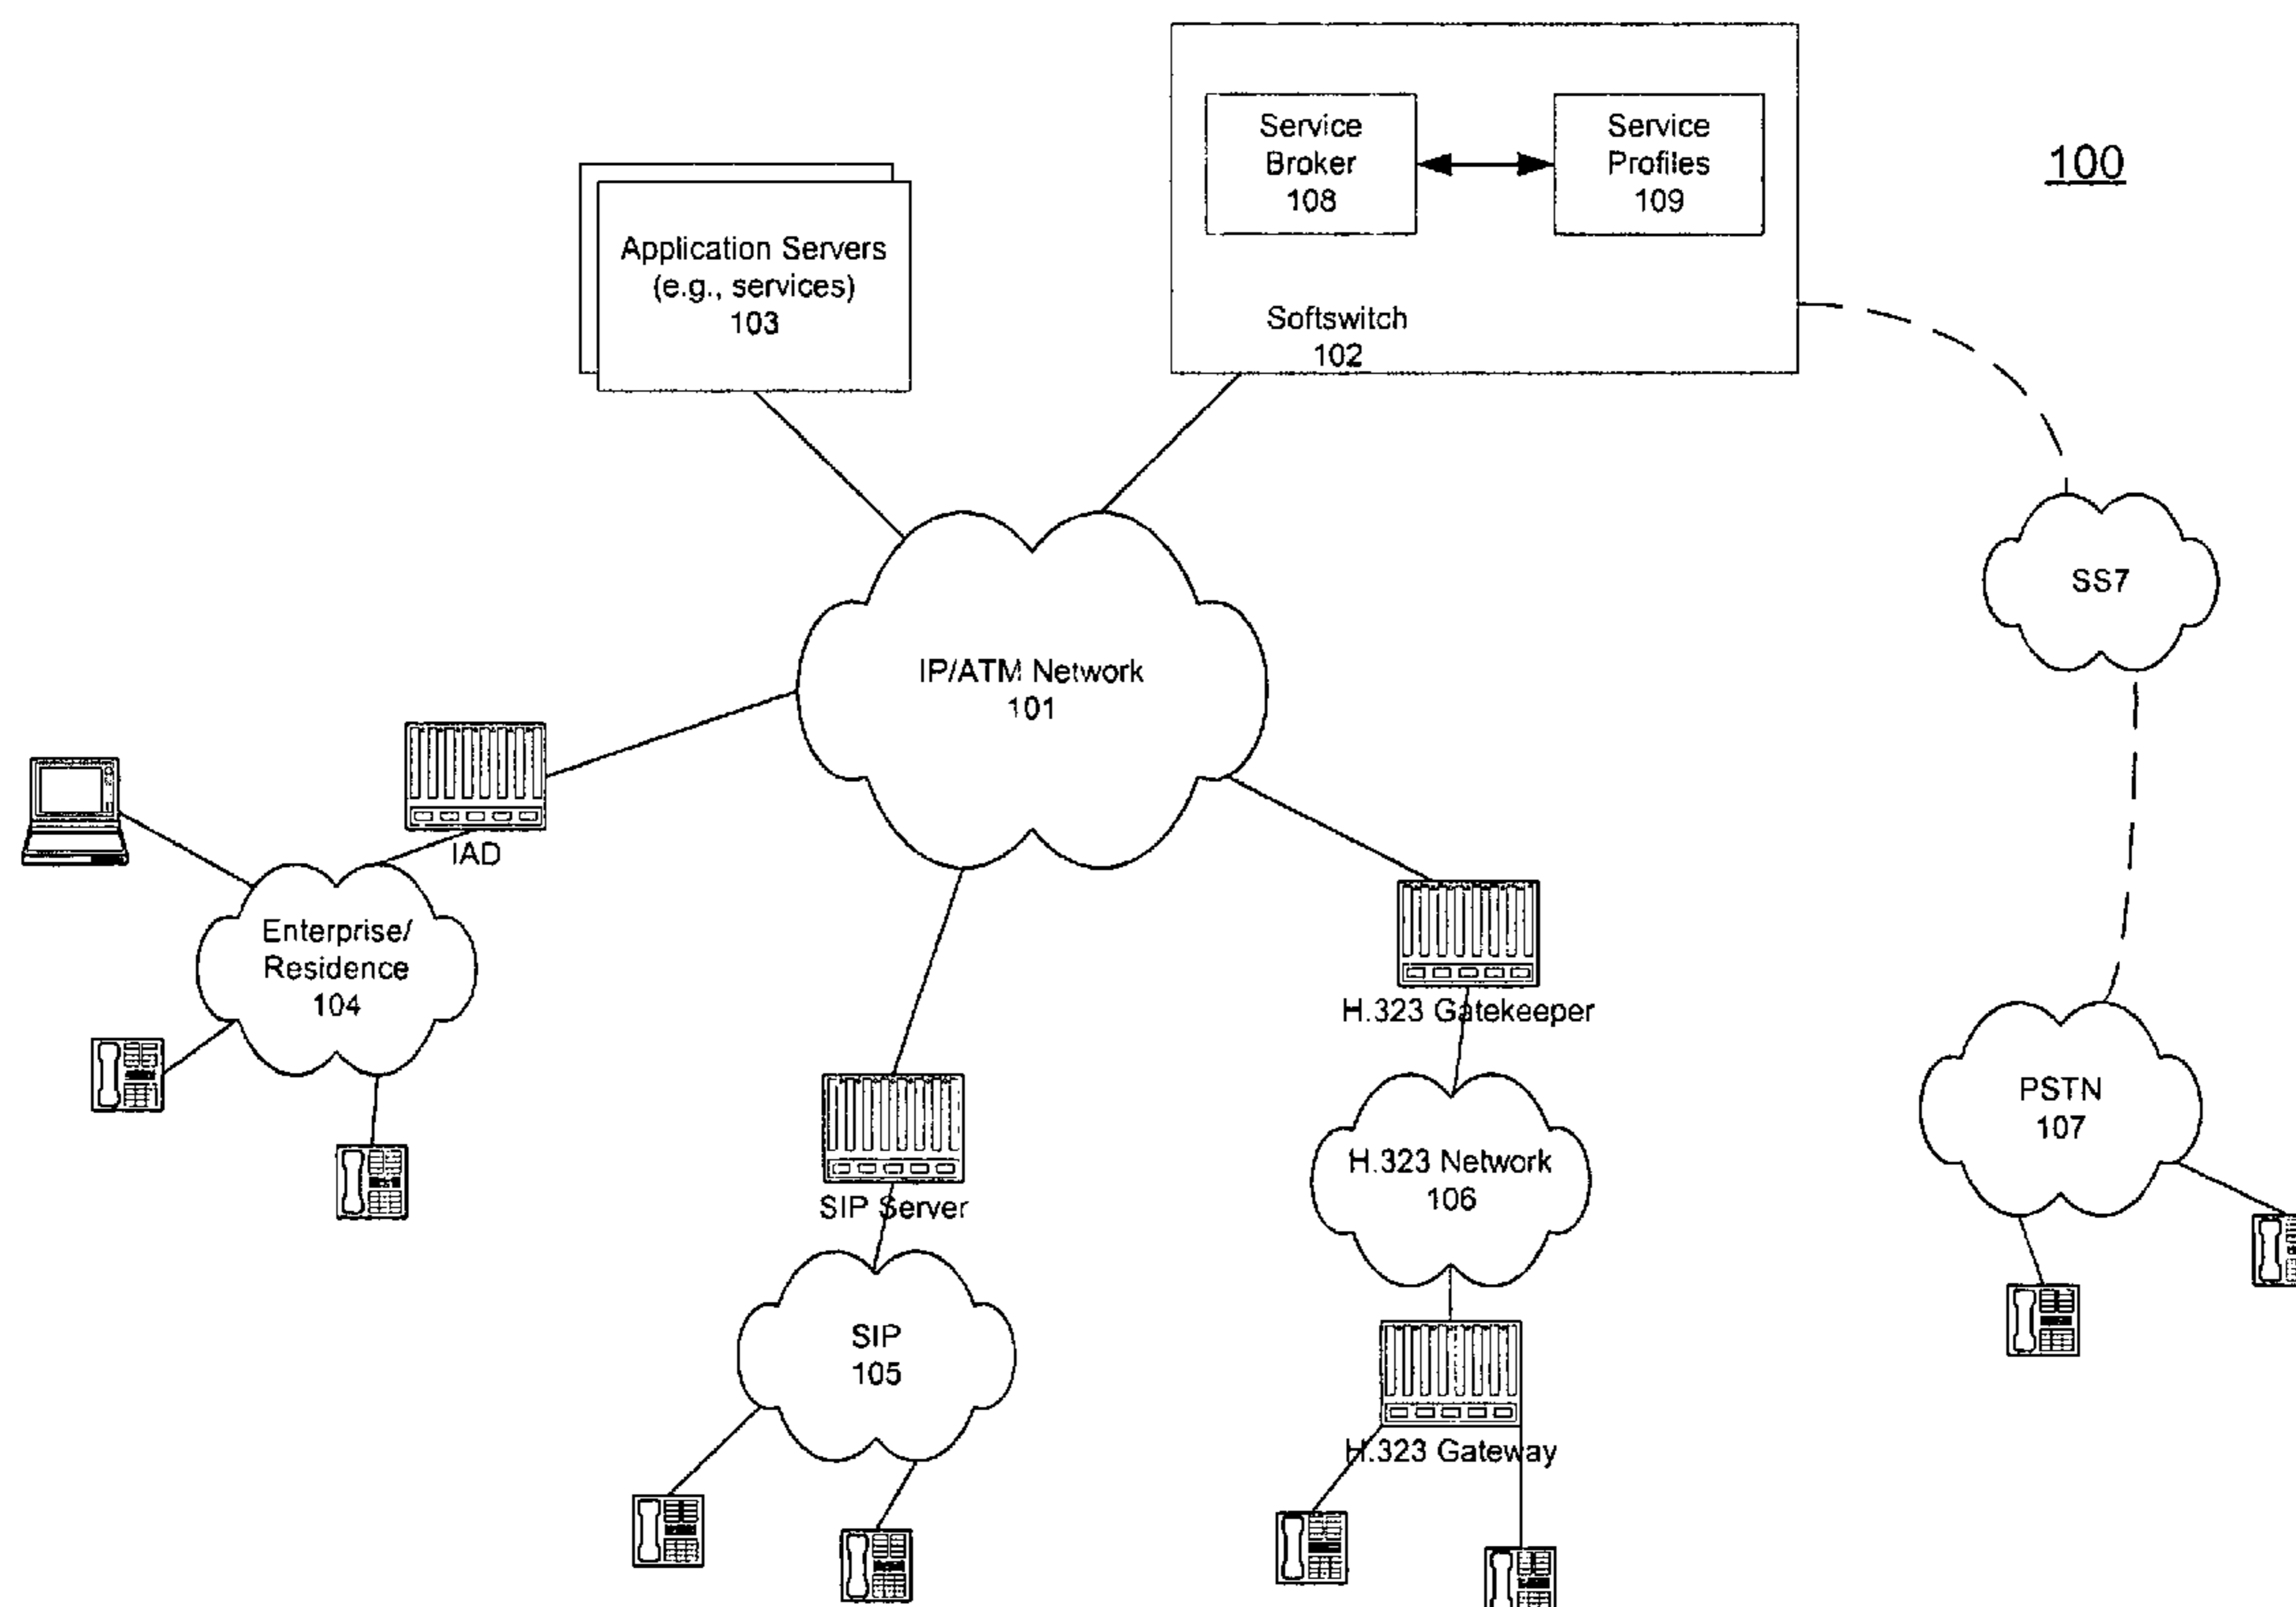 Service
Broker
108
Service
Profiles
109
100
Application Servers
(e.g., services)
103
Softswitch
102
SS7
IP/ATM Network
101
IAD
Enterprise/
Residence
104
H.323 Gatekeeper
PSTN
107
H.323 Network
106
SIP Server
SIP
105
H.323 Gateway